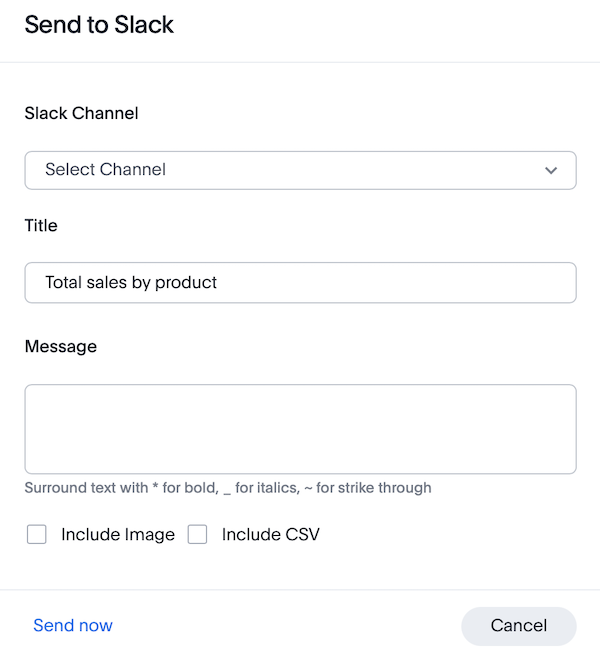 Send to Slack
Slack Channel
Select Channel
Title
Total sales by product
Message
Surround text with * for bold, _ for italics, ~ for strike through
Include Image Include CSV
Send now Cancel